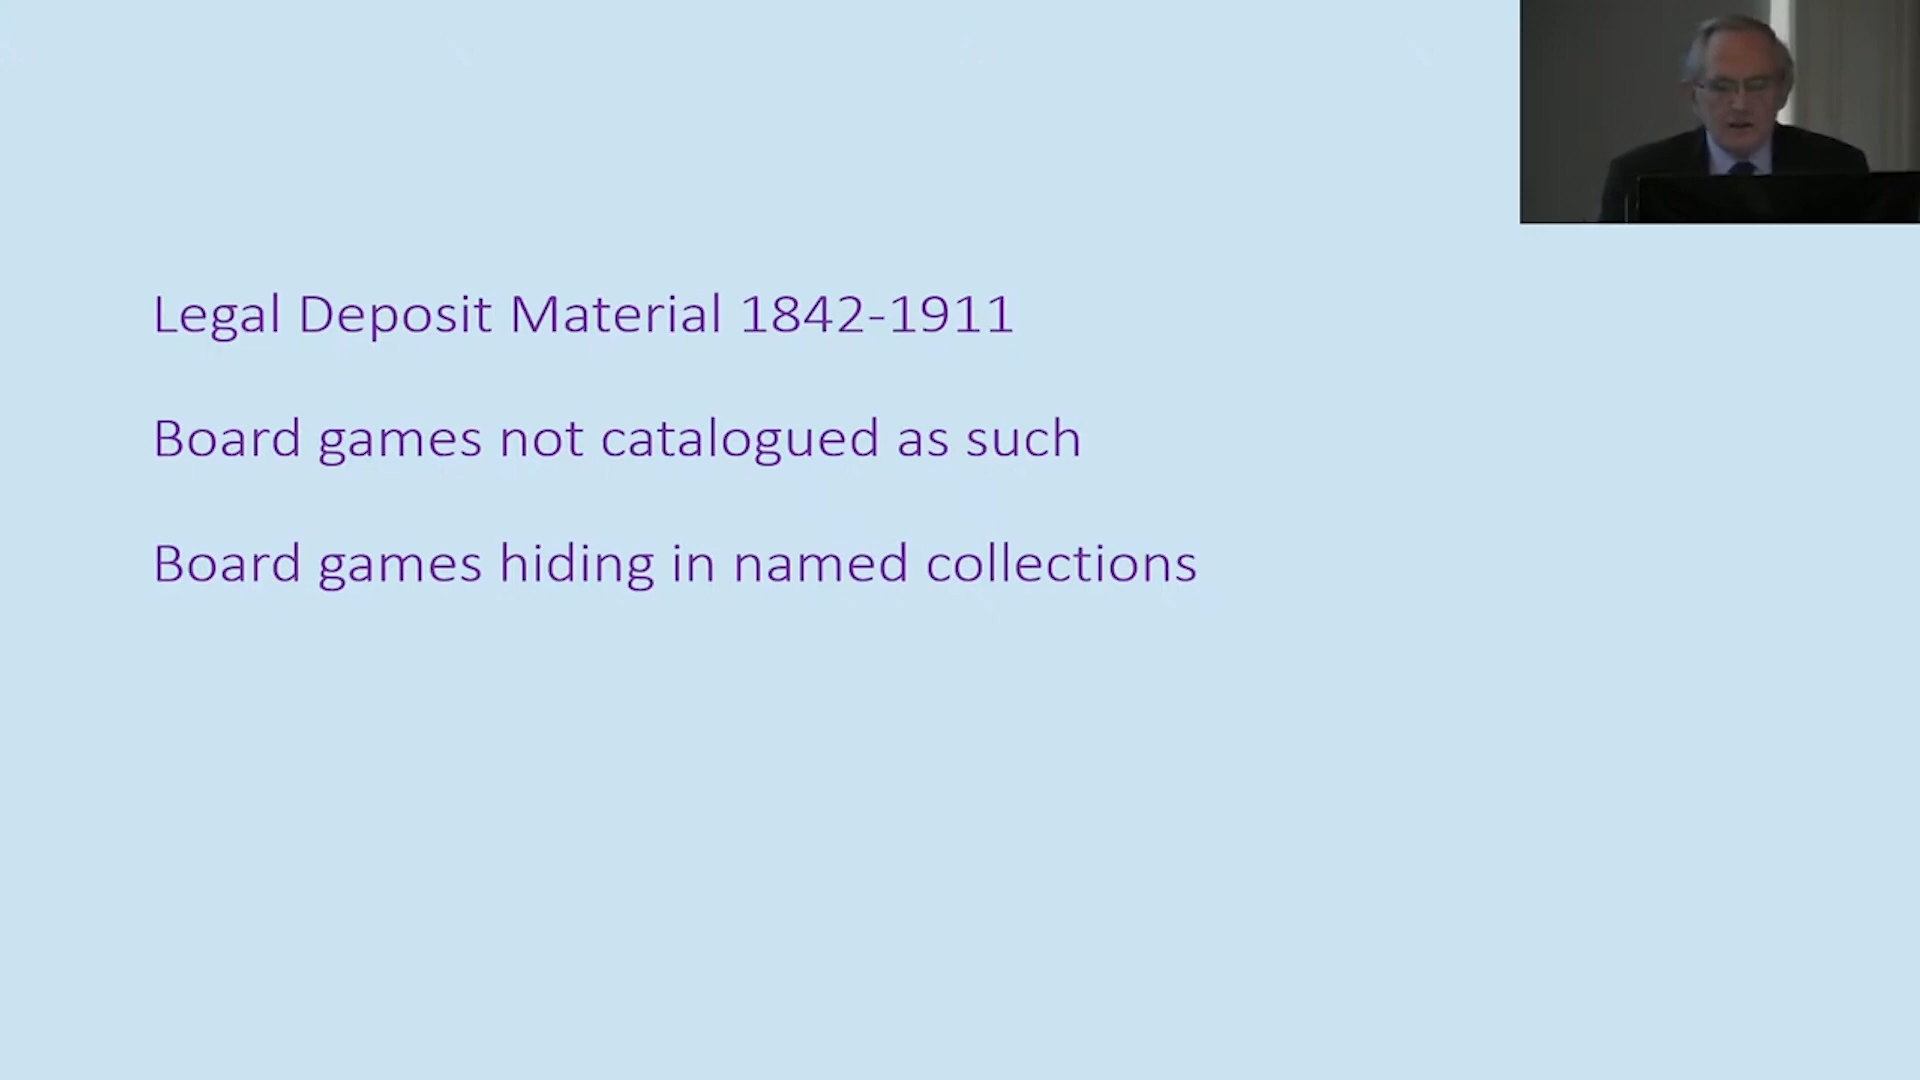 Legal Deposit Material 1842-1911
Board games not catalogued as such
Board games hiding in named collections